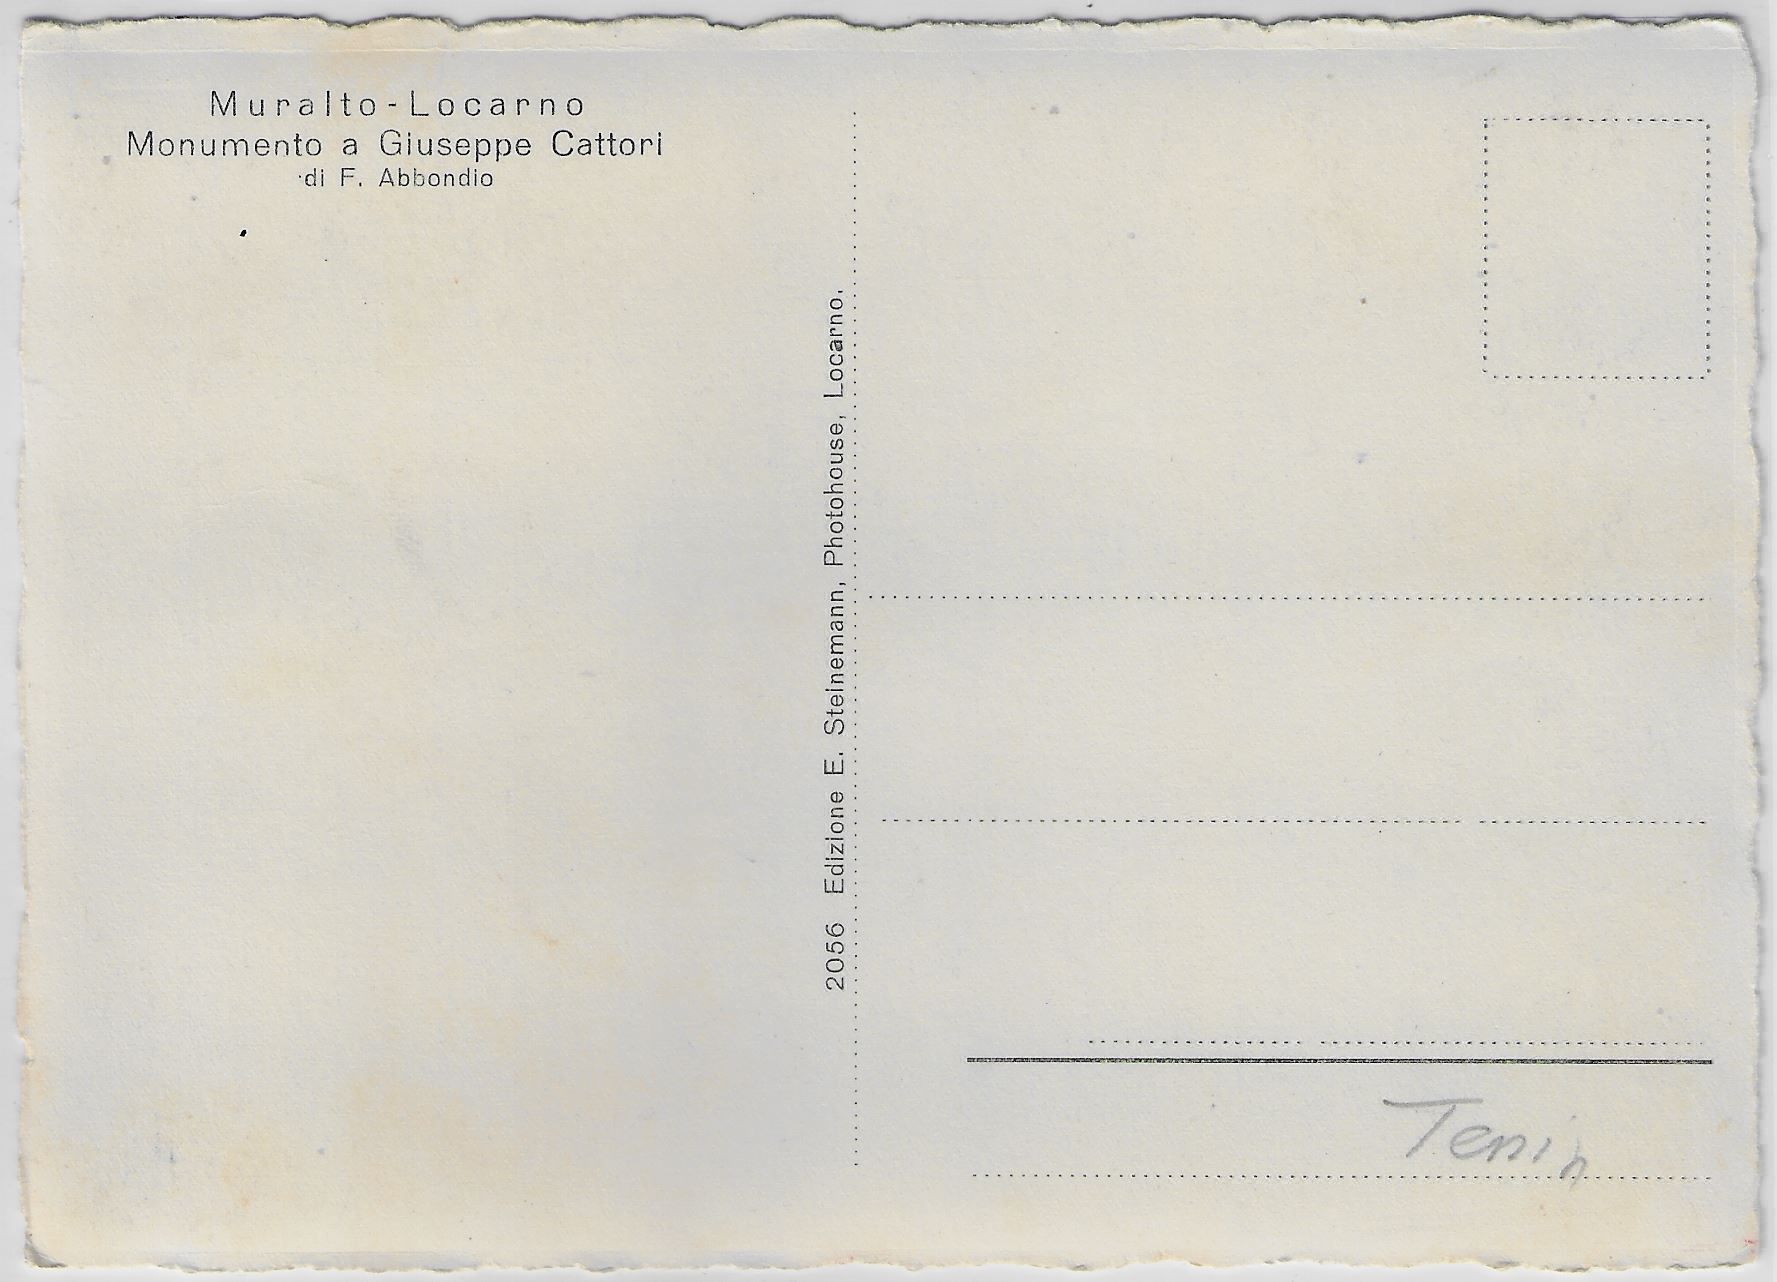 Muralto-Locarno
Monumento a Giuseppe Cattori
di F. Abbondio
2056 Edizione E. Steinemann, Photohouse, Locarno.